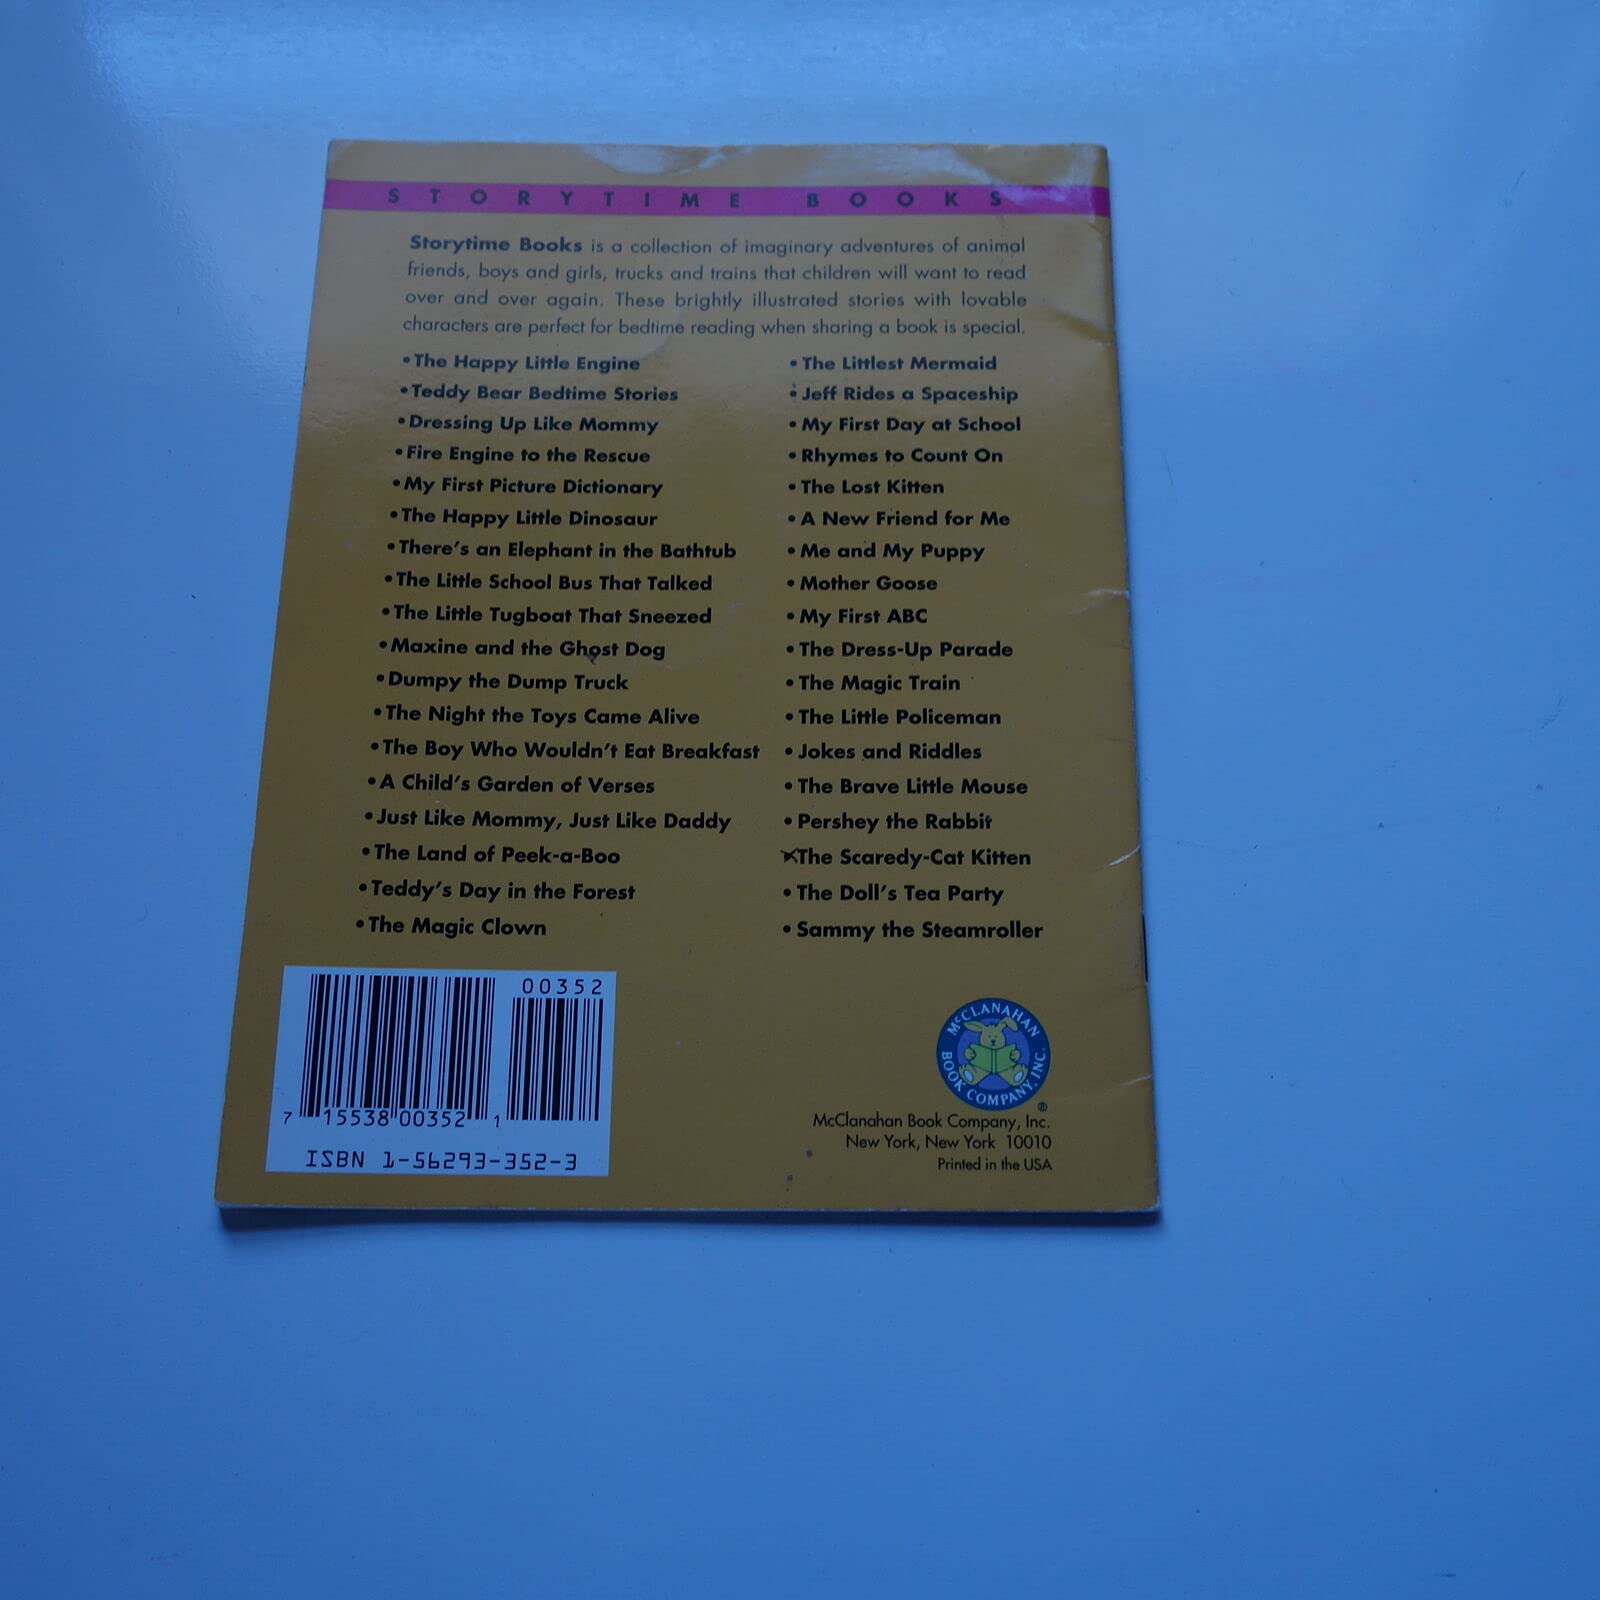 STORYTIME BOOKS
Storytime Books is a collection of imaginary adventures of animal
friends, boys and girls, trucks and trains that children will want to read
over and over again. These brightly illustrated stories with lovable
characters are perfect for bedtime reading when sharing a book is special.
• The Happy Little Engine
• Teddy Bear Bedtime Stories
• Dressing Up Like Mommy
• Fire Engine to the Rescue
• My First Picture Dictionary
• The Happy Little Dinosaur
• There's an Elephant in the Bathtub
• The Little School Bus That Talked
• The Little Tugboat That Sneezed
• Maxine and the Ghost Dog
• Dumpy the Dump Truck
• The Night the Toys Came Alive
• The Boy Who Wouldn't Eat Breakfast
• A Child's Garden of Verses
• Just Like Mommy, Just Like Daddy
• The Land of Peek-a-Boo
• Teddy's Day in the Forest
• The Magic Clown
• The Littlest Mermaid
• Jeff Rides a Spaceship
• My First Day at School
• Rhymes to Count On
• The Lost Kitten
• A New Friend for Me
• Me and My Puppy
• Mother Goose
• My First ABC
• The Dress-Up Parade
• The Magic Train
• The Little Policeman
• Jokes and Riddles
• The Brave Little Mouse
• Pershey the Rabbit
• The Scaredy-Cat Kitten
• The Doll's Tea Party
• Sammy the Steamroller
00352
7 15538 00352 1
ISBN 1-56293-352-3
McCLANAHAN
BOOK COMPANY, INC.
®
McClanahan Book Company, Inc.
New York, New York 10010
Printed in the USA